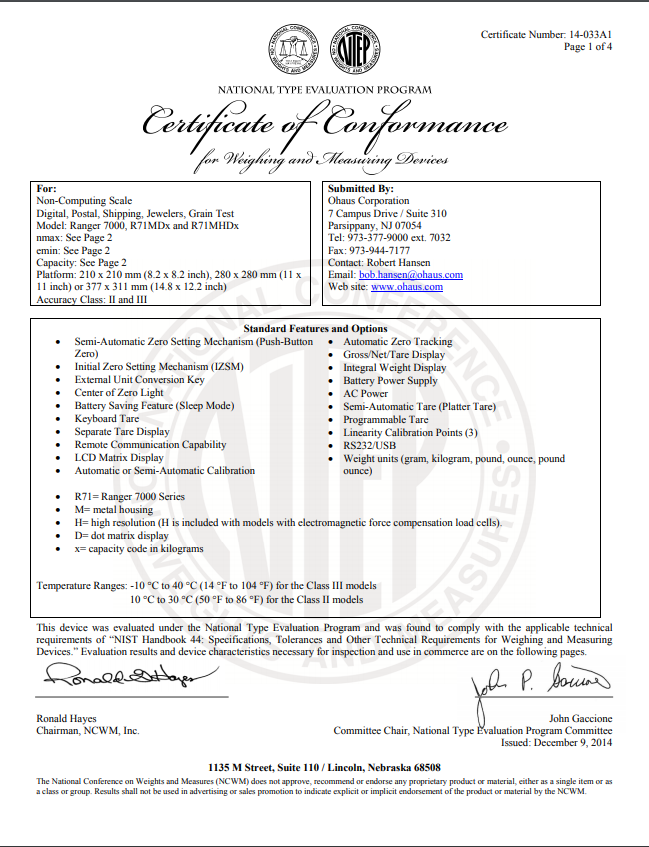 Certificate Number: 14-033A1
Page 1 of 4
NATIONAL CONFERENCE
ON WEIGHTS AND MEASURES
NATIONAL CONFERENCE
NTEP
ON WEIGHTS AND MEASURES
NATIONAL TYPE EVALUATION PROGRAM
Certificate of Conformance
for Weighing and Measuring Devices
For:
Non-Computing Scale
Digital, Postal, Shipping, Jewelers, Grain Test
Model: Ranger 7000, R71MDx and R71MHDx
nmax: See Page 2
emin: See Page 2
Capacity: See Page 2
Platform: 210 x 210 mm (8.2 x 8.2 inch), 280 x 280 mm (11 x
11 inch) or 377 x 311 mm (14.8 x 12.2 inch)
Accuracy Class: II and III
Submitted By:
Ohaus Corporation
7 Campus Drive / Suite 310
Parsippany, NJ 07054
Tel: 973-377-9000 ext. 7032
Fax: 973-944-7177
Contact: Robert Hansen
Email: bob.hansen@ohaus.com
Web site: www.ohaus.com
Standard Features and Options
• Semi-Automatic Zero Setting Mechanism (Push-Button
Zero)
• Initial Zero Setting Mechanism (IZSM)
• External Unit Conversion Key
• Center of Zero Light
• Battery Saving Feature (Sleep Mode)
• Keyboard Tare
• Separate Tare Display
• Remote Communication Capability
• LCD Matrix Display
• Automatic or Semi-Automatic Calibration
• Automatic Zero Tracking
• Gross/Net/Tare Display
• Integral Weight Display
• Battery Power Supply
• AC Power
• Semi-Automatic Tare (Platter Tare)
• Programmable Tare
• Linearity Calibration Points (3)
• RS232/USB
• Weight units (gram, kilogram, pound, ounce, pound
ounce)
• R71= Ranger 7000 Series
• M= metal housing
• H= high resolution (H is included with models with electromagnetic force compensation load cells).
• D= dot matrix display
• x= capacity code in kilograms
Temperature Ranges: -10 °C to 40 °C (14 °F to 104 °F) for the Class III models
10 °C to 30 °C (50 °F to 86 °F) for the Class II models
This device was evaluated under the National Type Evaluation Program and was found to comply with the applicable technical
requirements of “NIST Handbook 44: Specifications, Tolerances and Other Technical Requirements for Weighing and Measuring
Devices.” Evaluation results and device characteristics necessary for inspection and use in commerce are on the following pages.
Ronald Hayes
Chairman, NCWM, Inc.
John Gaccione
Committee Chair, National Type Evaluation Program Committee
Issued: December 9, 2014
1135 M Street, Suite 110 / Lincoln, Nebraska 68508
The National Conference on Weights and Measures (NCWM) does not approve, recommend or endorse any proprietary product or material, either as a single item or as
a class or group. Results shall not be used in advertising or sales promotion to indicate explicit or implicit endorsement of the product or material by the NCWM.